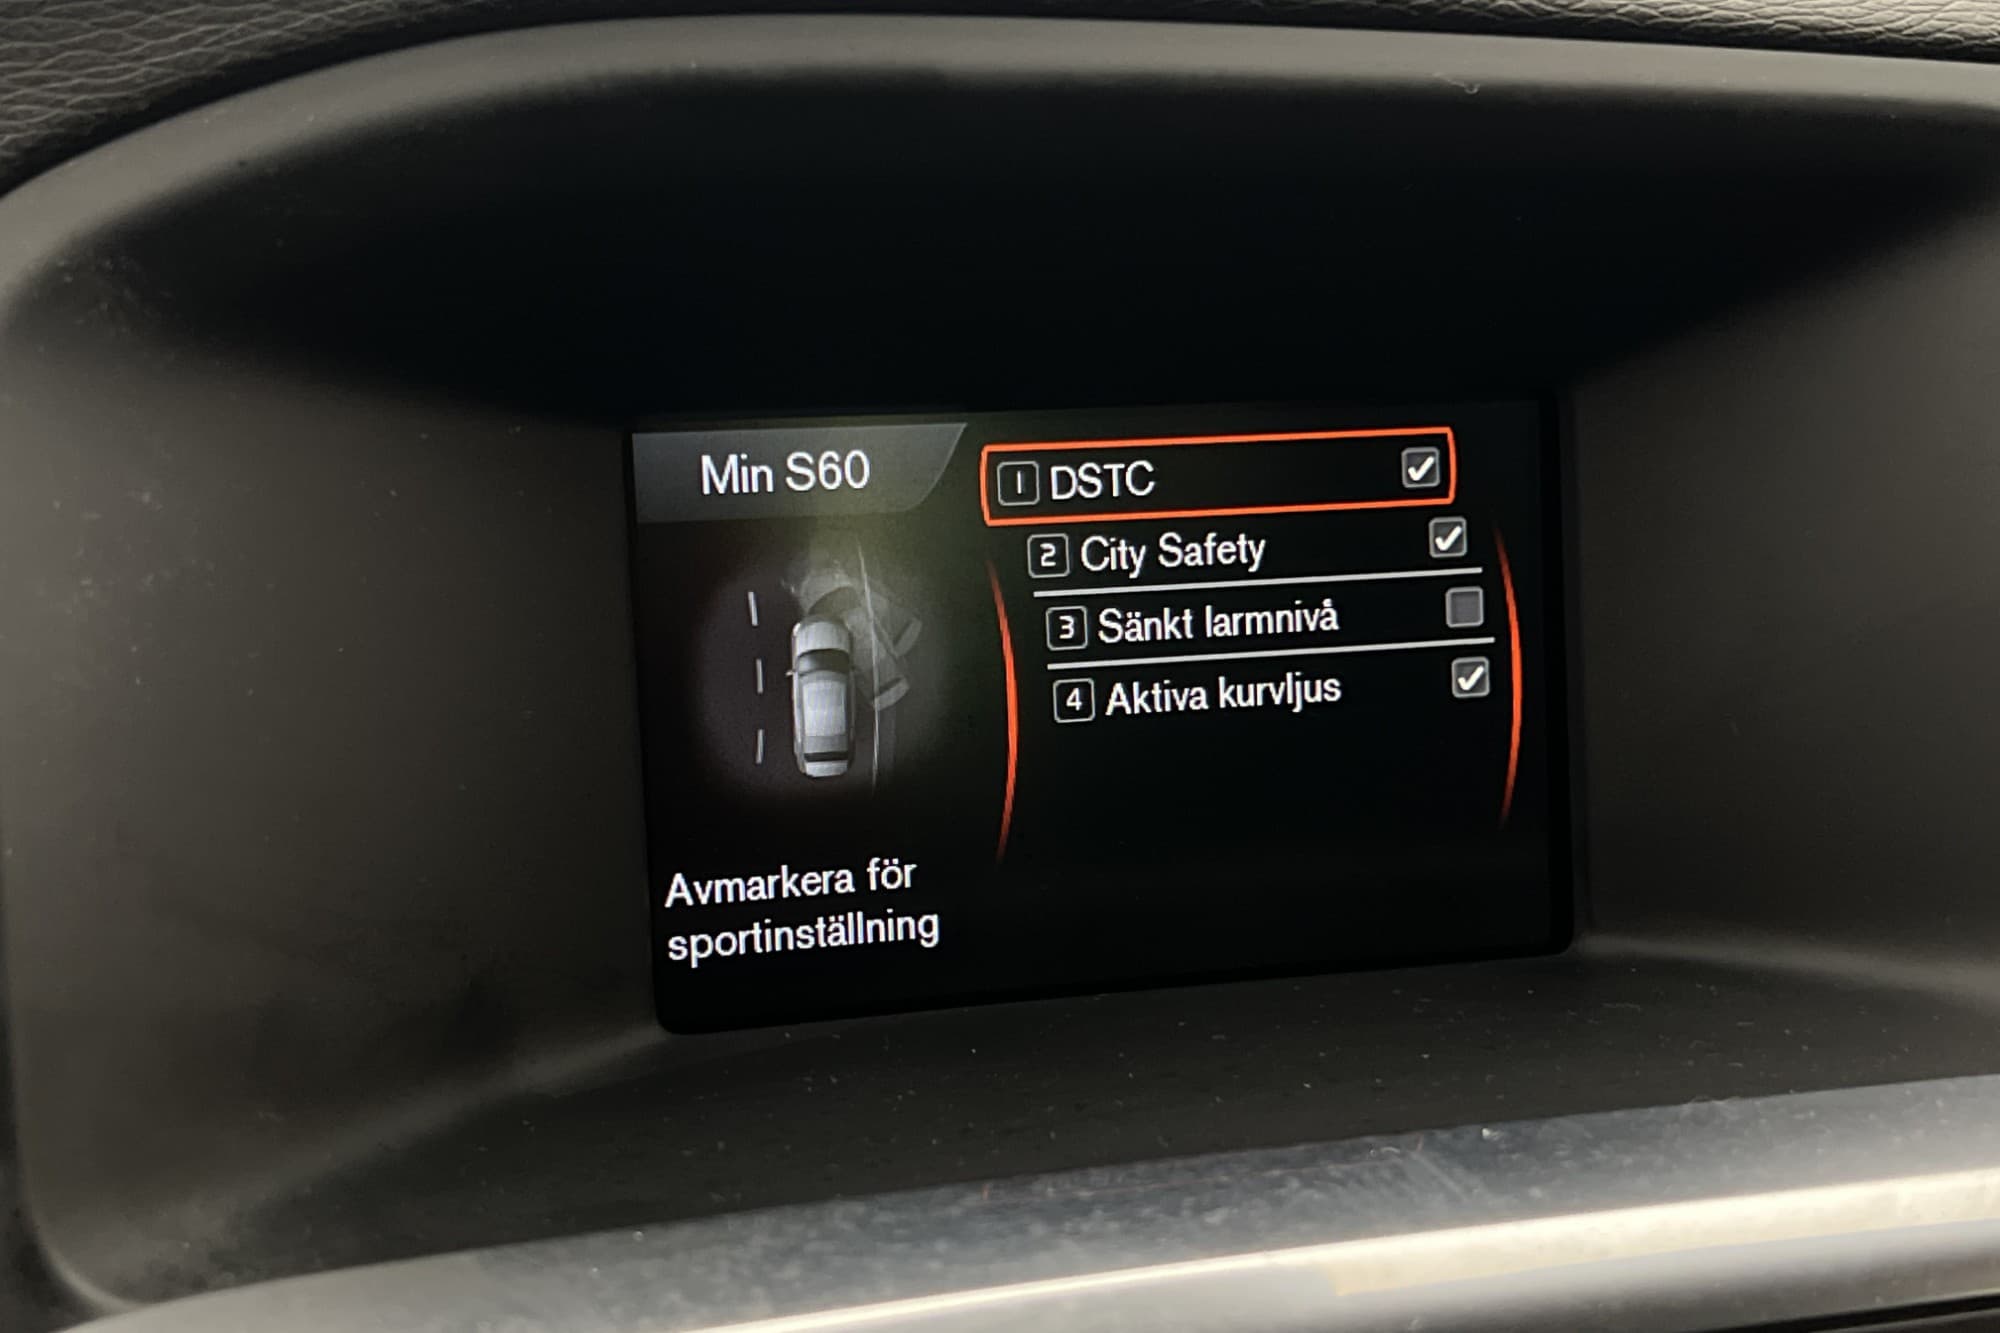 Min S60
1 DSTC
2 City Safety
3 Sänkt larmnivå
4 Aktiva kurvljus
Avmarkera för
sportinställning